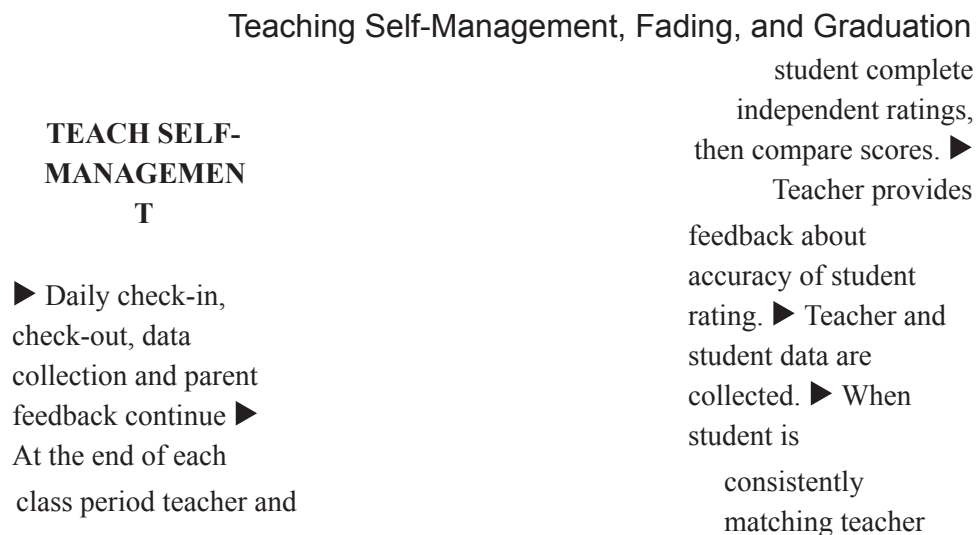 Teaching Self-Management, Fading, and Graduation
TEACH SELF-
MANAGEMEN
T
▶ Daily check-in,
check-out, data
collection and parent
feedback continue ▶
At the end of each
class period teacher and
student complete
independent ratings,
then compare scores. ▶
Teacher provides
feedback about
accuracy of student
rating. ▶ Teacher and
student data are
collected. ▶ When
student is
consistently
matching teacher